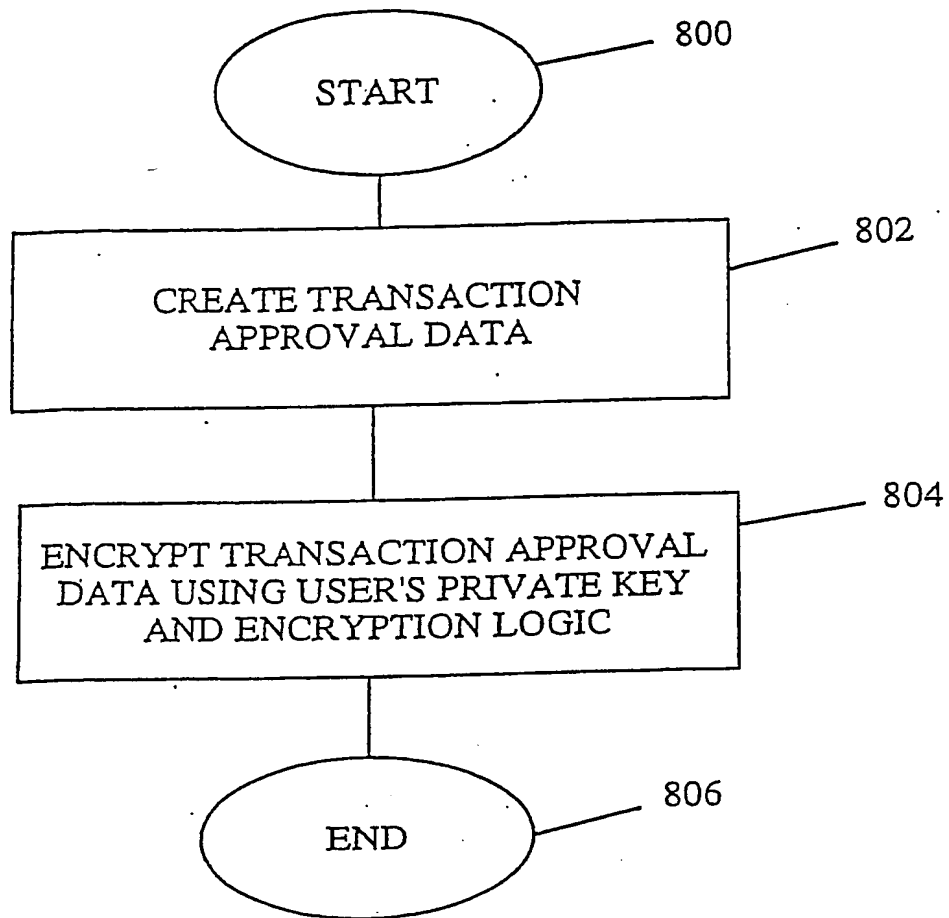 800
START
802
CREATE TRANSACTION
APPROVAL DATA
804
ENCRYPT TRANSACTION APPROVAL
DATA USING USER'S PRIVATE KEY
AND ENCRYPTION LOGIC
806
END